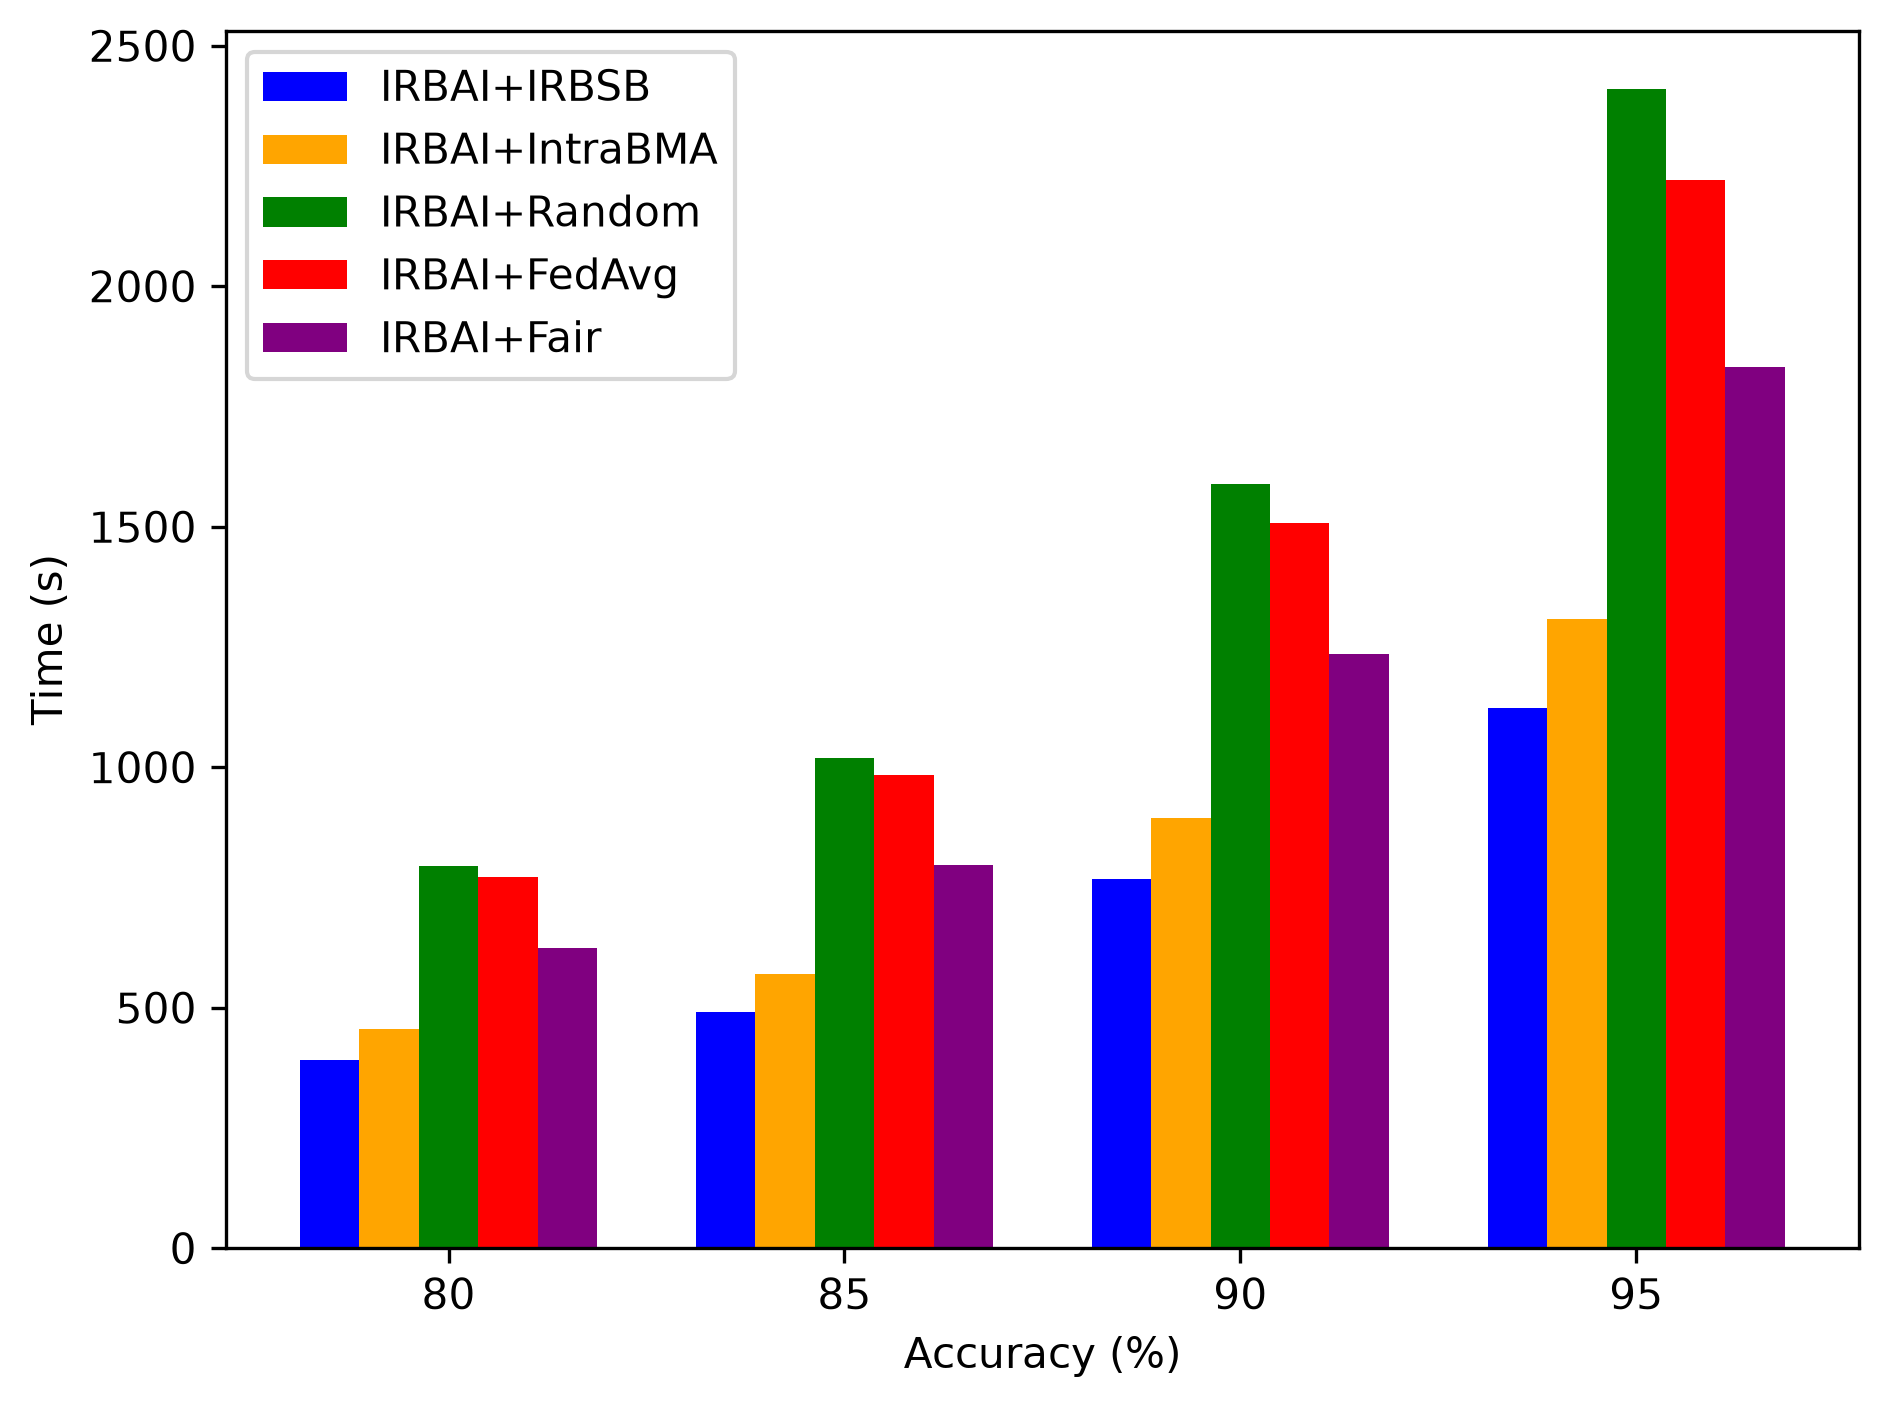 2500
2000
1500
1000
500
0
Time (s)
IRBAI+IRBSB
IRBAI+IntraBMA
IRBAI+Random
IRBAI+FedAvg
IRBAI+Fair
80 85 90 95
Accuracy (%)